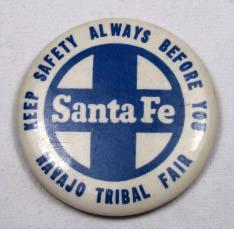 KEEP SAFETY ALWAYS BEFORE YOU
Santa Fe
NAVAJO TRIBAL FAIR